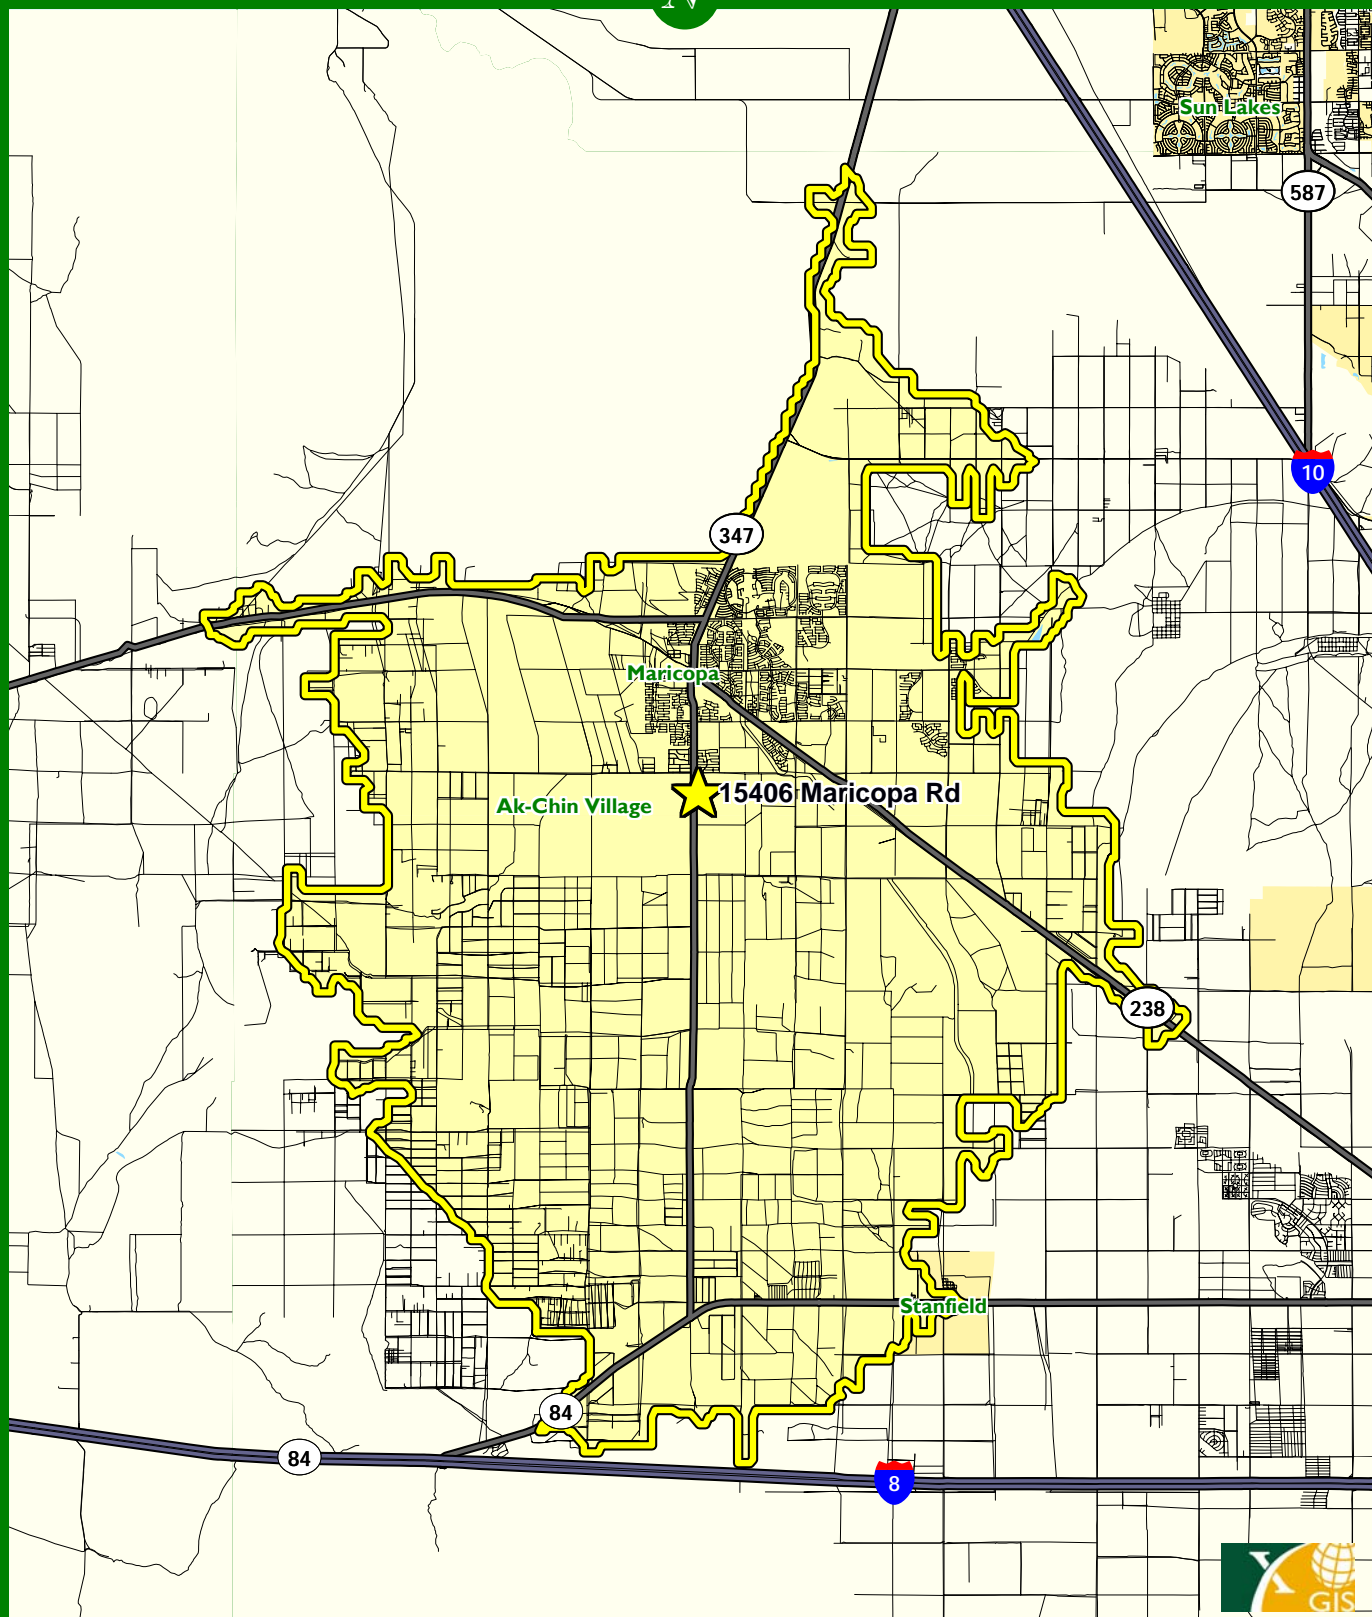 N
Sun Lakes
587
10
347
Maricopa
15406 Maricopa Rd
Ak-Chin Village
238
Stanfield
84
84
8
X
GIS